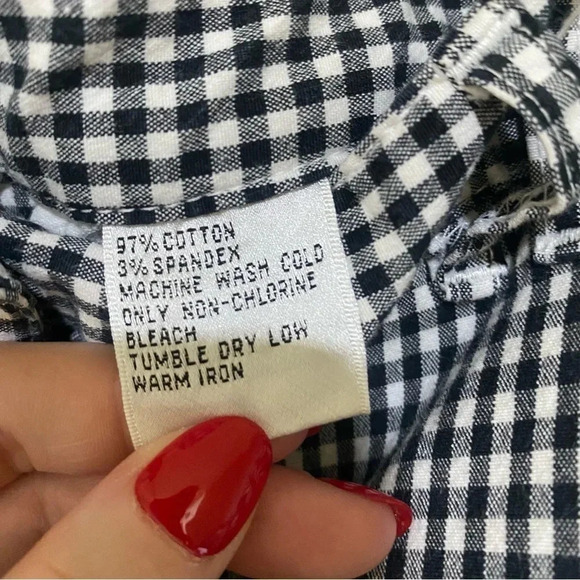 97% COTTON
3% SPANDEX
MACHINE WASH COLD
ONLY NON-CHLORINE
BLEACH
TUMBLE DRY LOW
WARM IRON